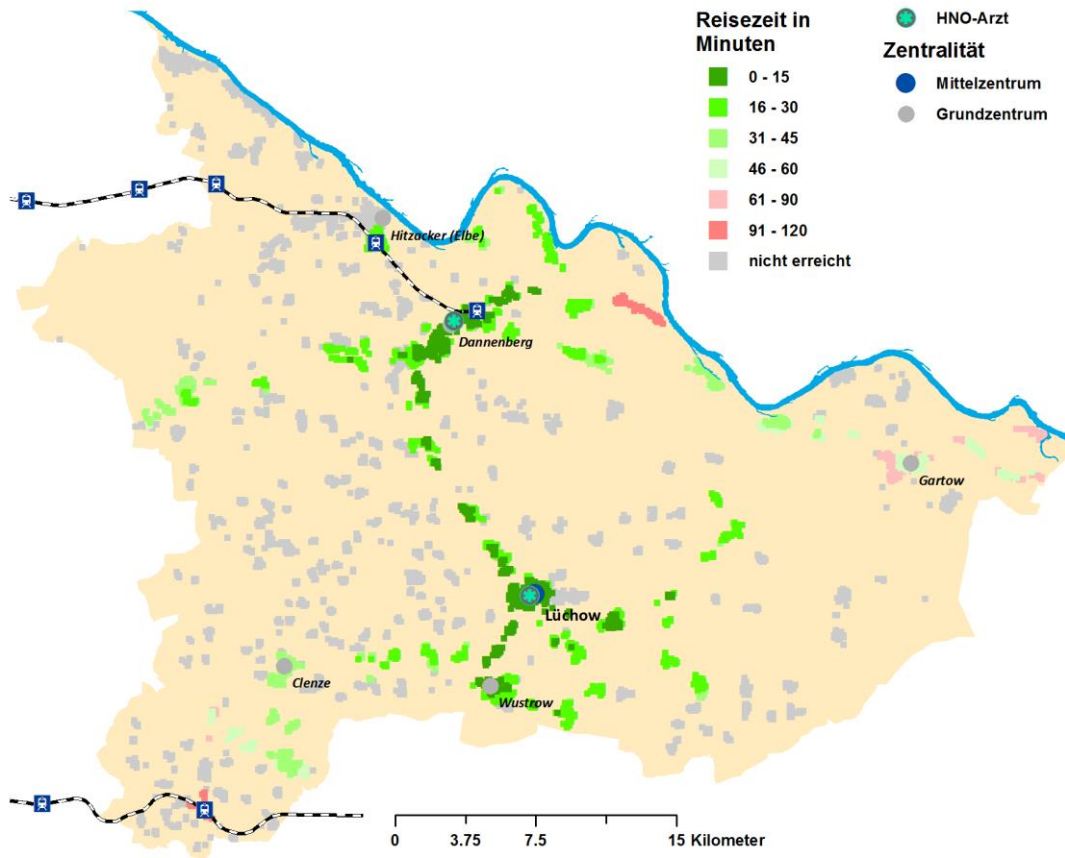 Reisezeit in
Minuten
0 - 15
16 - 30
31 - 45
46 - 60
61 - 90
91 - 120
nicht erreicht
HNO-Arzt
Zentralität
Mittelzentrum
Grundzentrum
Hitzacker (Elbe)
Dannenberg
Gartow
Lüchow
Clenze
Wustrow
0 3.75 7.5 15 Kilometer